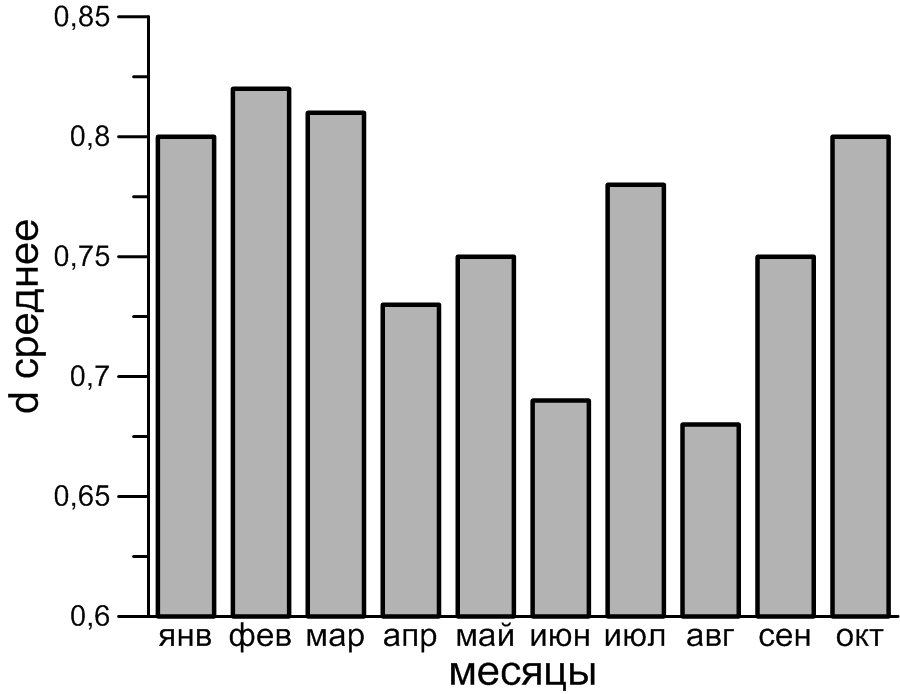 0,85
0,8
0,75
0,7
0,65
0,6
d среднее
янв фев мар апр май июн июл авг сен окт
месяцы